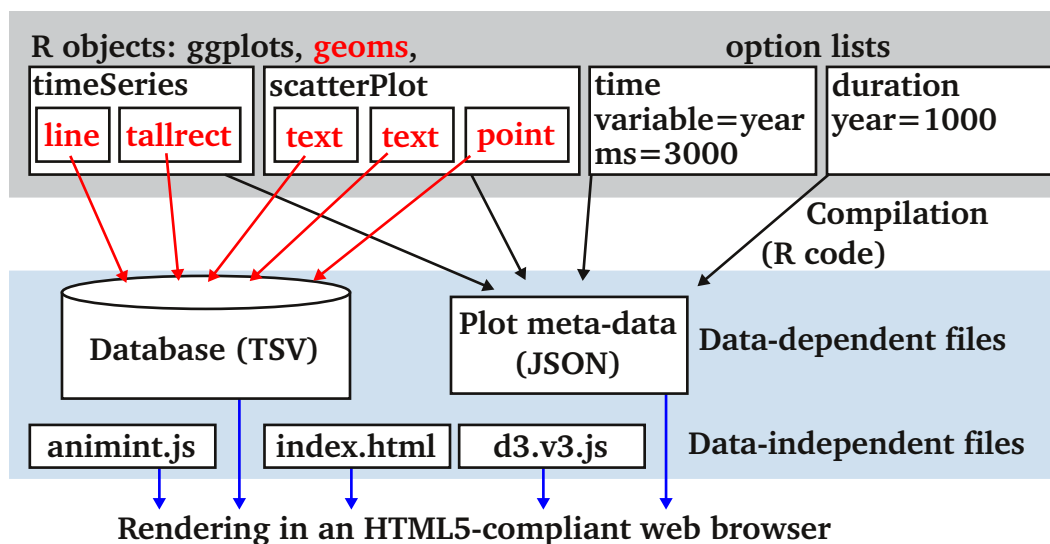 R objects: ggplots, geoms,
option lists
timeSeries
line
tallrect
scatterPlot
text
text
point
time
variable=year
ms=3000
duration
year=1000
Compilation
(R code)
Database (TSV)
Plot meta-data
(JSON)
Data-dependent files
animint.js
index.html
d3.v3.js
Data-independent files
Rendering in an HTML5-compliant web browser